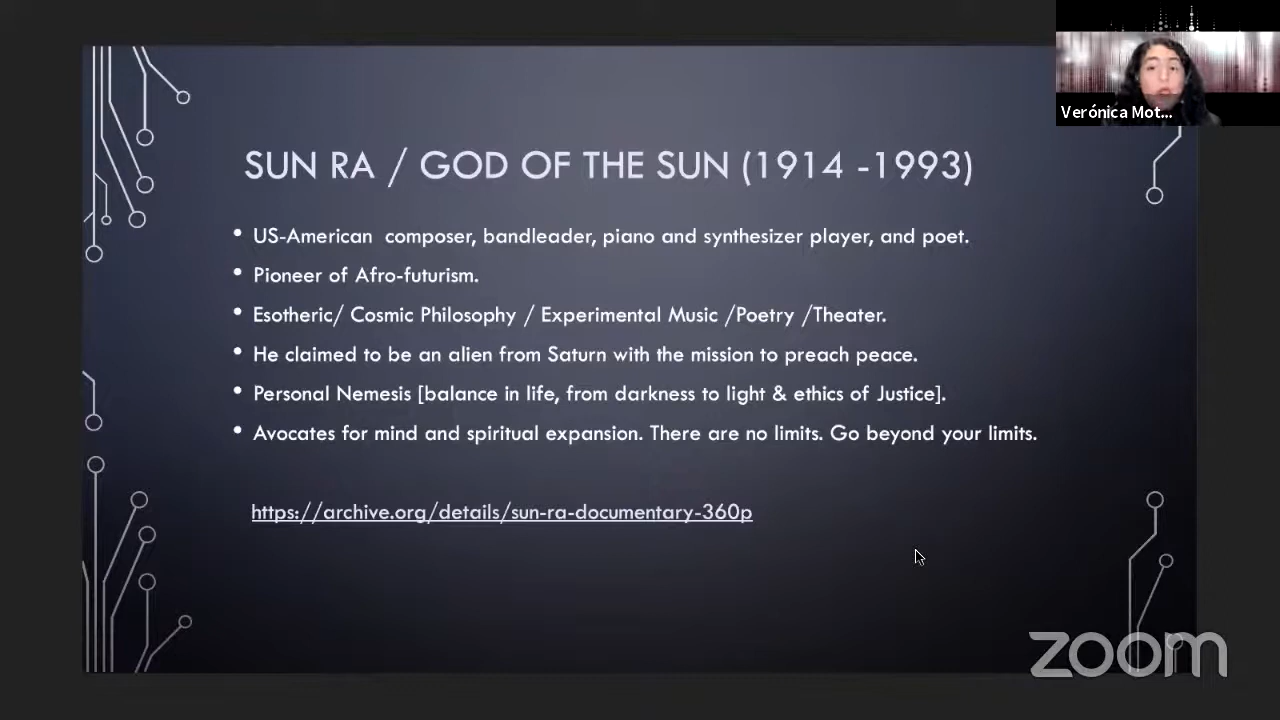 Verónica Mot...
SUN RA / GOD OF THE SUN (1914 -1993)
• US-American  composer, bandleader, piano and synthesizer player, and poet.
• Pioneer of Afro-futurism.
• Esotheric/ Cosmic Philosophy / Experimental Music /Poetry /Theater.
• He claimed to be an alien from Saturn with the mission to preach peace.
• Personal Nemesis [balance in life, from darkness to light & ethics of Justice].
• Avocates for mind and spiritual expansion. There are no limits. Go beyond your limits.
https://archive.org/details/sun-ra-documentary-360p
zoom